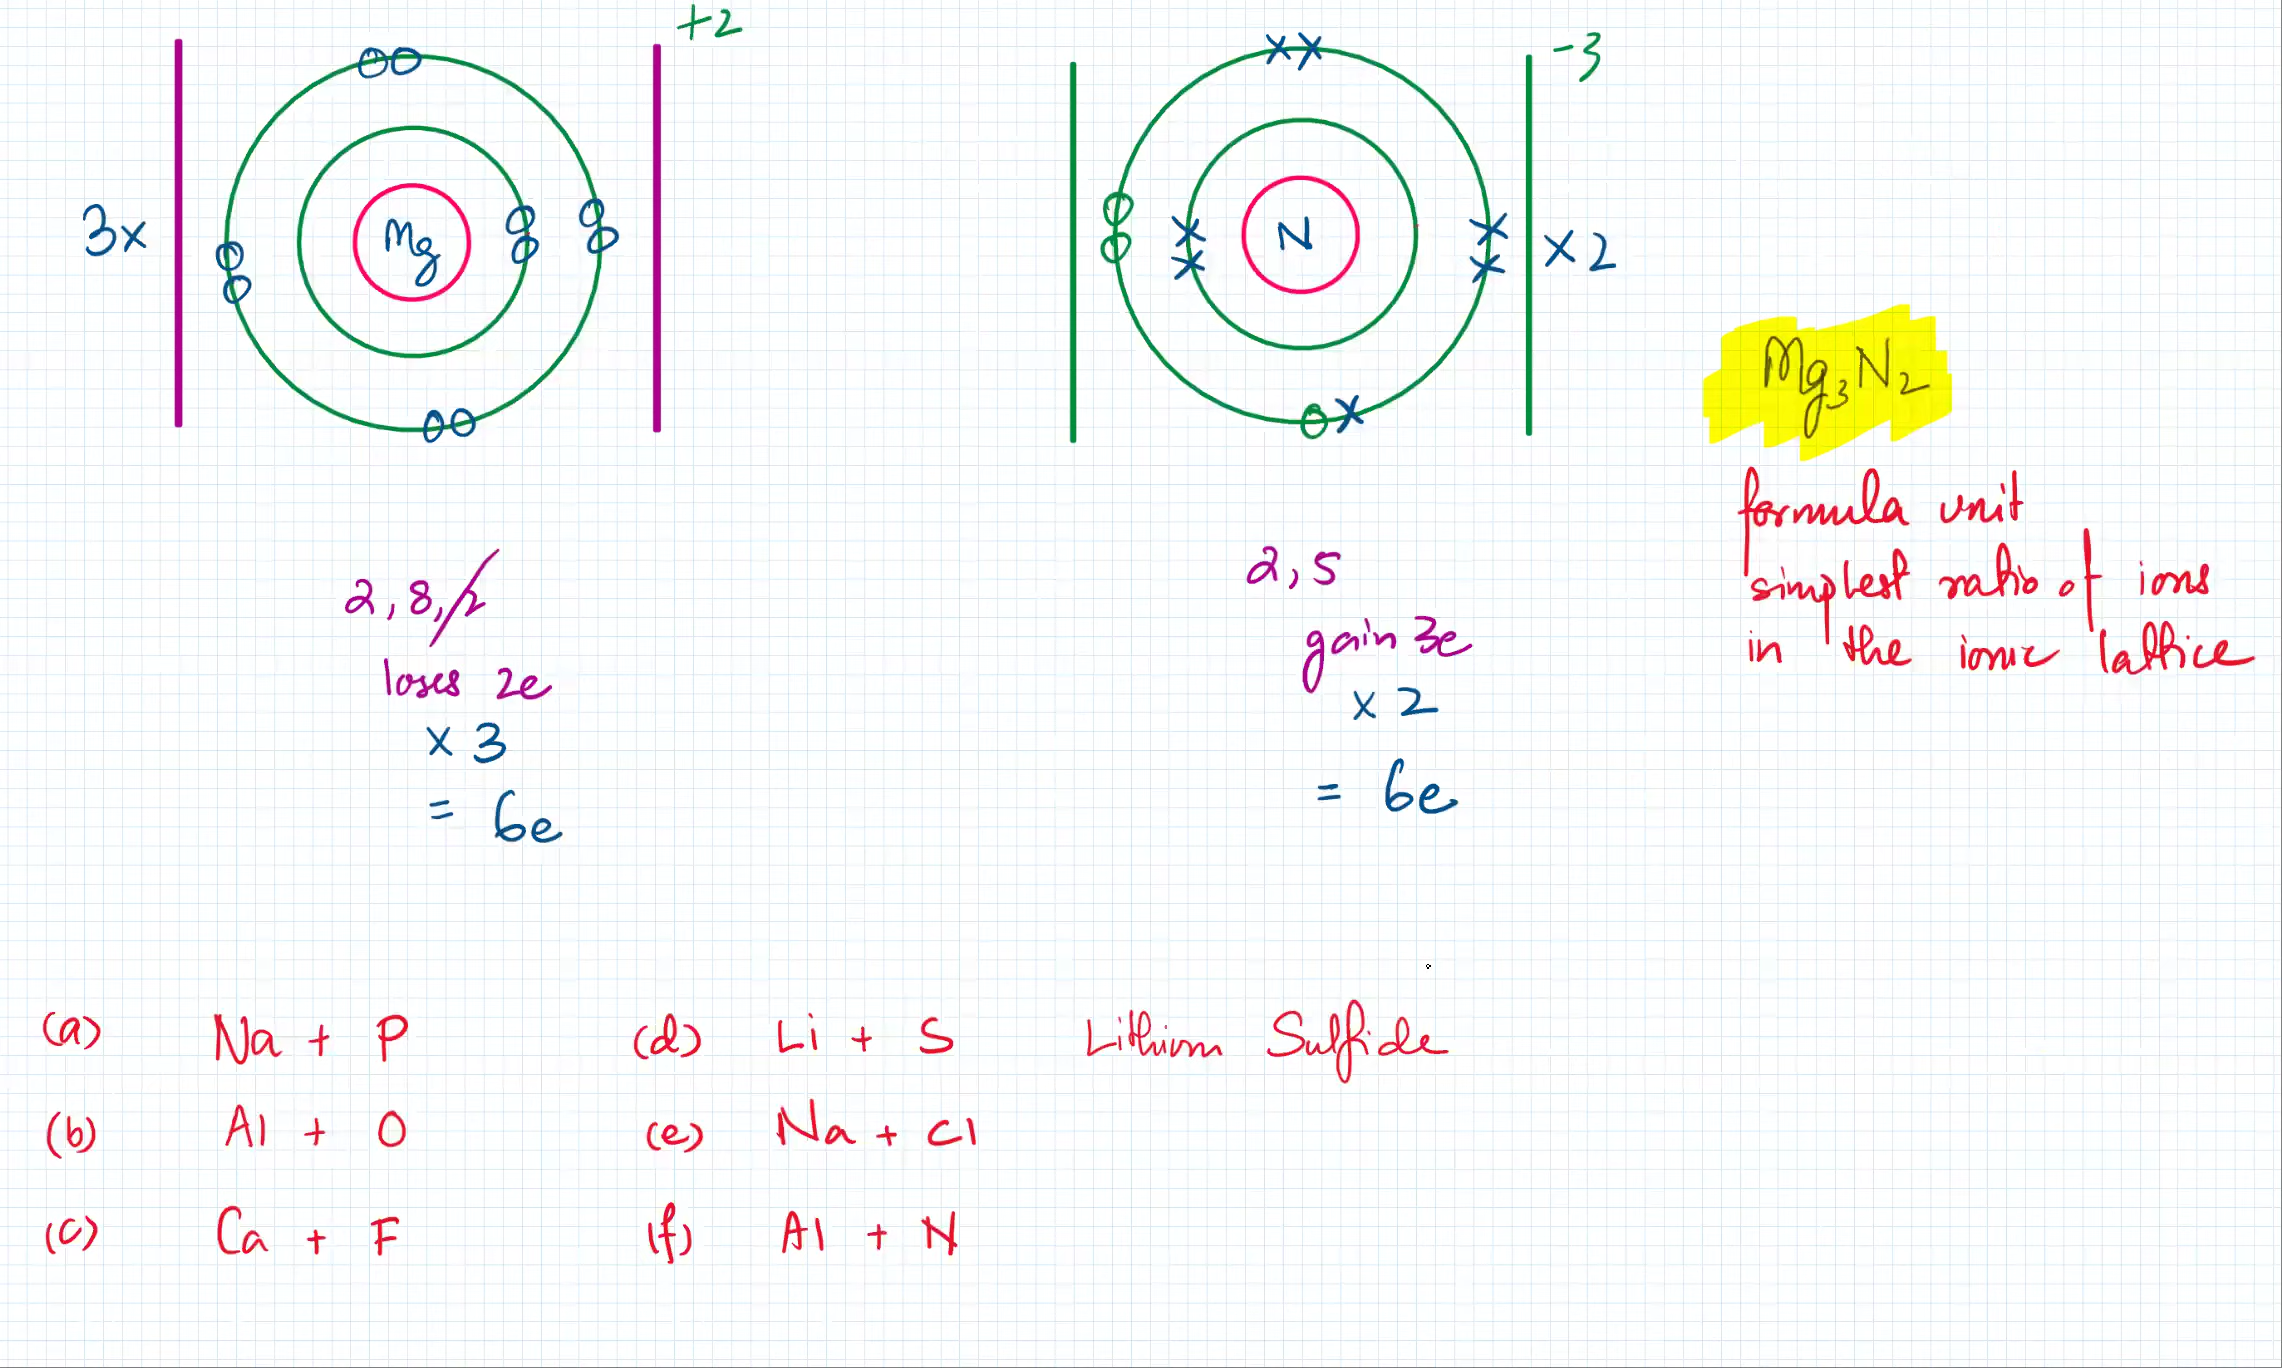 +2
-3
3x
Mg
N
x 2
Mg3N2
formula unit
simplest ratio of ions
in the ionic lattice
2, 8, 2
loses 2e
x 3
= 6e
2, 5
gain 3e
x 2
= 6e
(a) Na + P
(b) Al + O
(c) Ca + F
(d) Li + S Lithium Sulfide
(e) Na + Cl
(f) Al + N